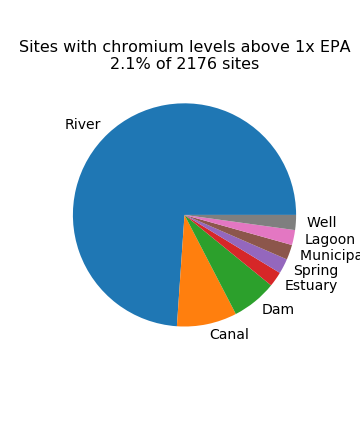 Sites with chromium levels above 1x EPA
2.1% of 2176 sites
River
Well
Lagoon
Spring
Estuary
Dam
Canal